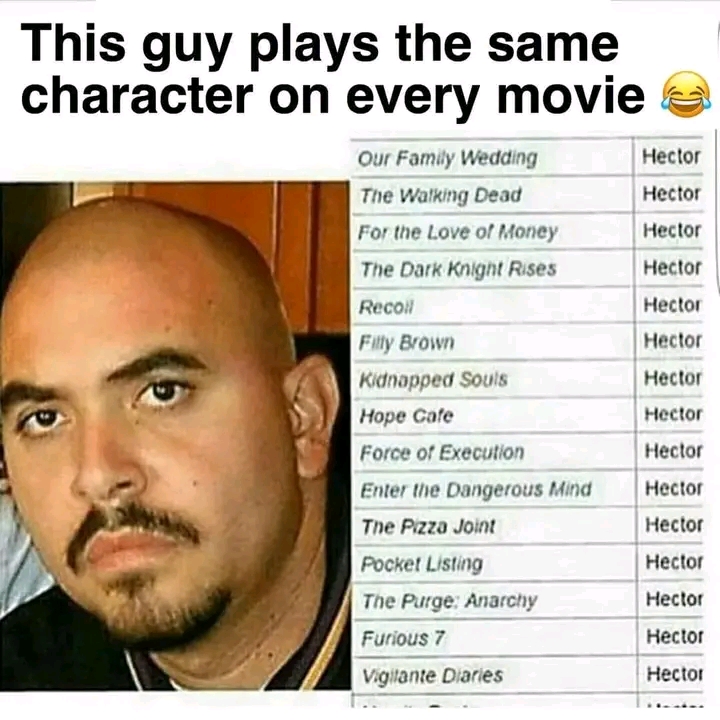 This guy plays the same
character on every movie 😂
Our Family Wedding Hector
The Walking Dead Hector
For the Love of Money Hector
The Dark Knight Rises Hector
Recoil Hector
Filly Brown Hector
Kidnapped Souls Hector
Hope Cafe Hector
Force of Execution Hector
Enter the Dangerous Mind Hector
The Pizza Joint Hector
Pocket Listing Hector
The Purge: Anarchy Hector
Furious 7 Hector
Vigilante Diaries Hector